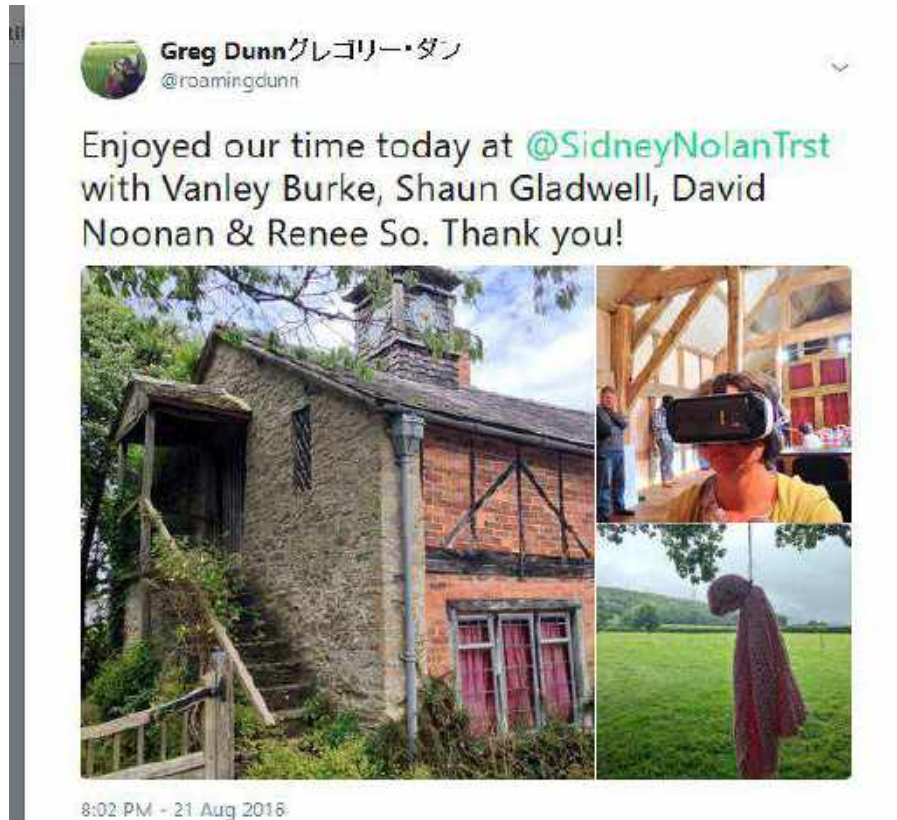 Greg Dunnグレゴリー・ダン
@roamingdunn
Enjoyed our time today at @SidneyNolanTrst
with Vanley Burke, Shaun Gladwell, David
Noonan & Renee So. Thank you!
8:02 PM - 21 Aug 2016